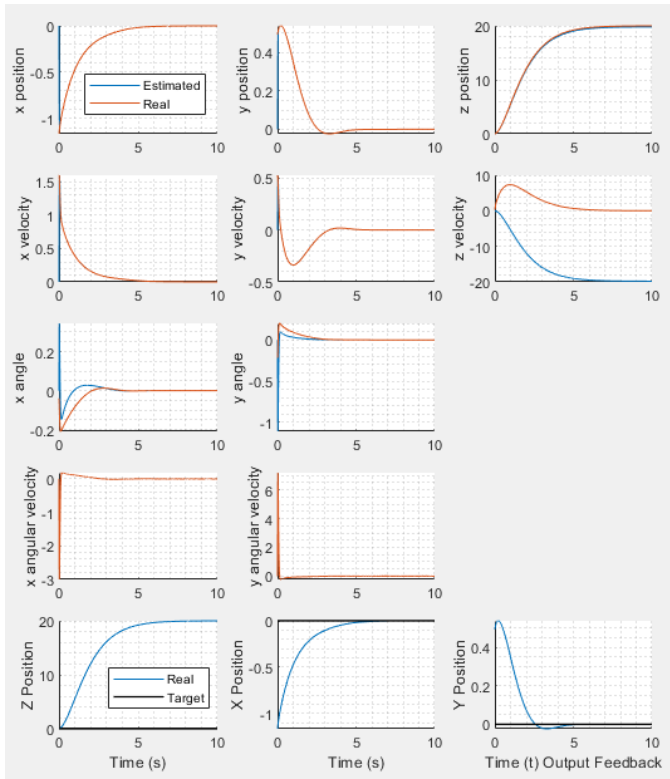 x position
0
-0.5
-1
0 5 10
Estimated
Real
y position
0.4
0.2
0
0 5 10
z position
20
10
0
0 5 10
x velocity
1.5
1
0.5
0
0 5 10
y velocity
0.5
0
-0.5
0 5 10
z velocity
10
0
-10
-20
0 5 10
x angle
0.2
0
-0.2
0 5 10
y angle
0
-0.5
-1
0 5 10
x angular velocity
0
-1
-2
-3
0 5 10
y angular velocity
6
4
2
0
0 5 10
Z Position
20
10
0
0 5 10
Real
Target
Time (s)
X Position
0
-0.5
-1
0 5 10
Time (s)
Y Position
0.4
0.2
0
0 5 10
Time (t) Output Feedback